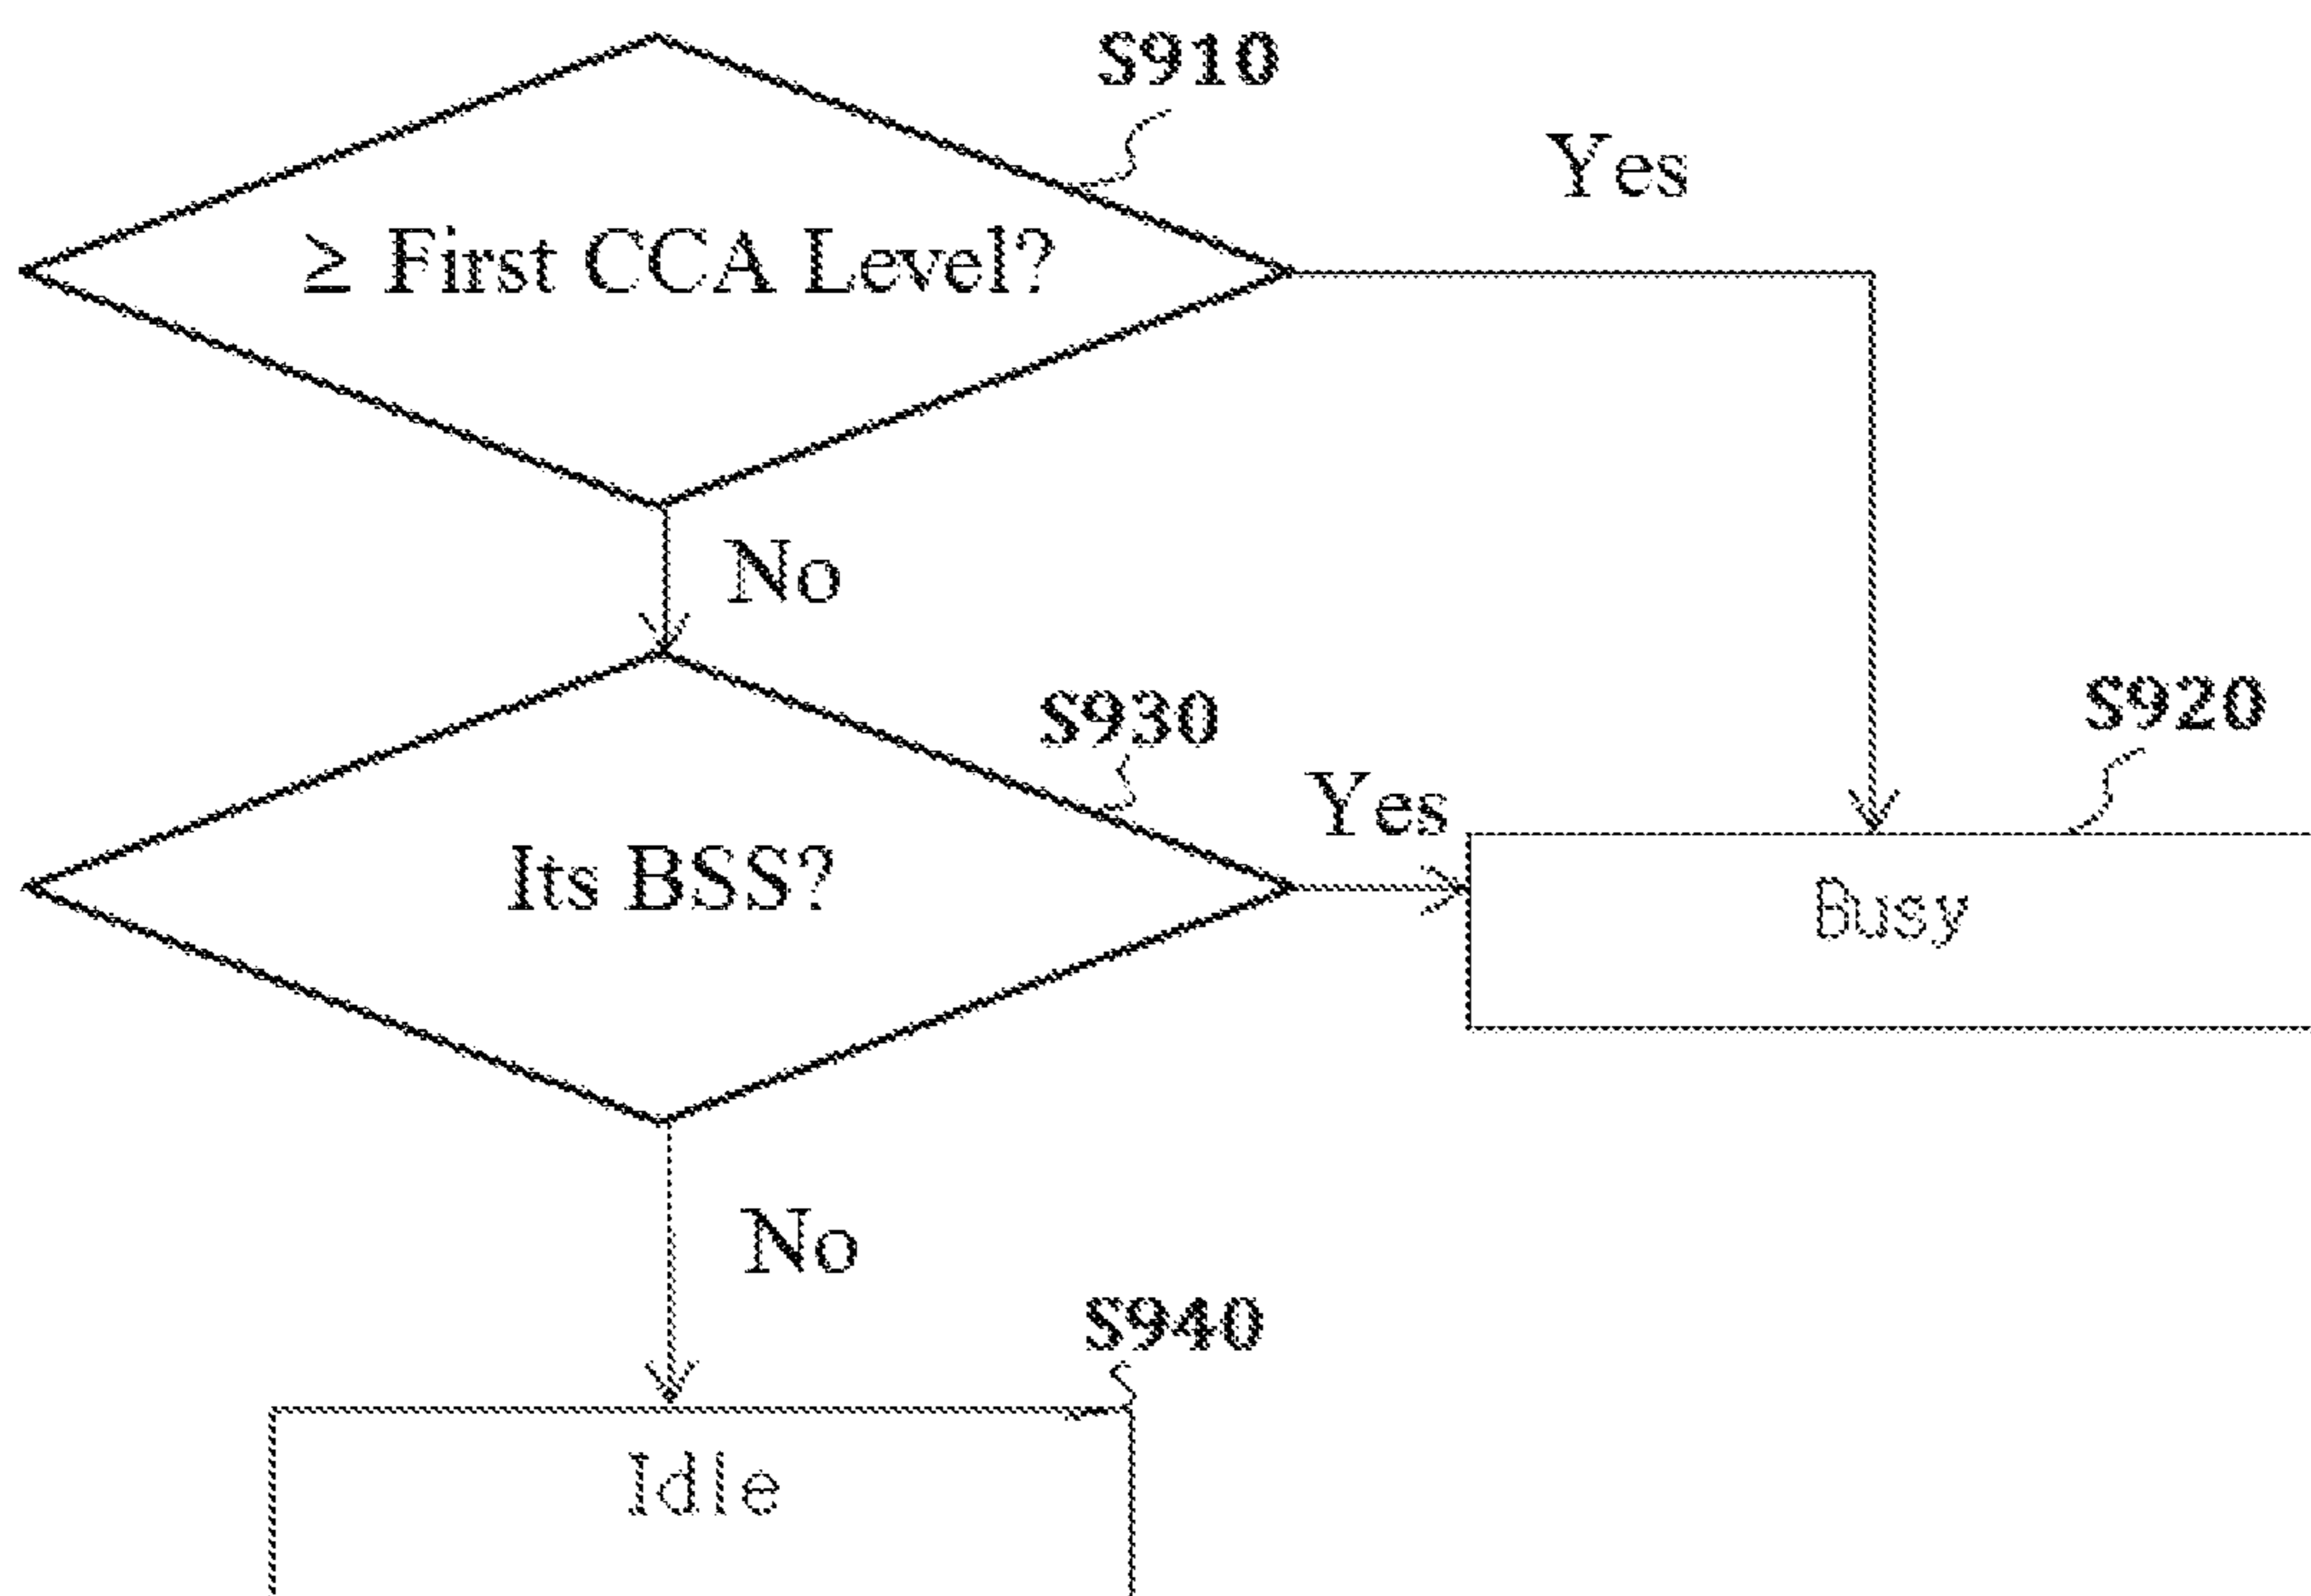 S910
Yes
≥ First CCA Level?
No
S930
S920
Yes
Its BSS?
Busy
No
S940
Idle